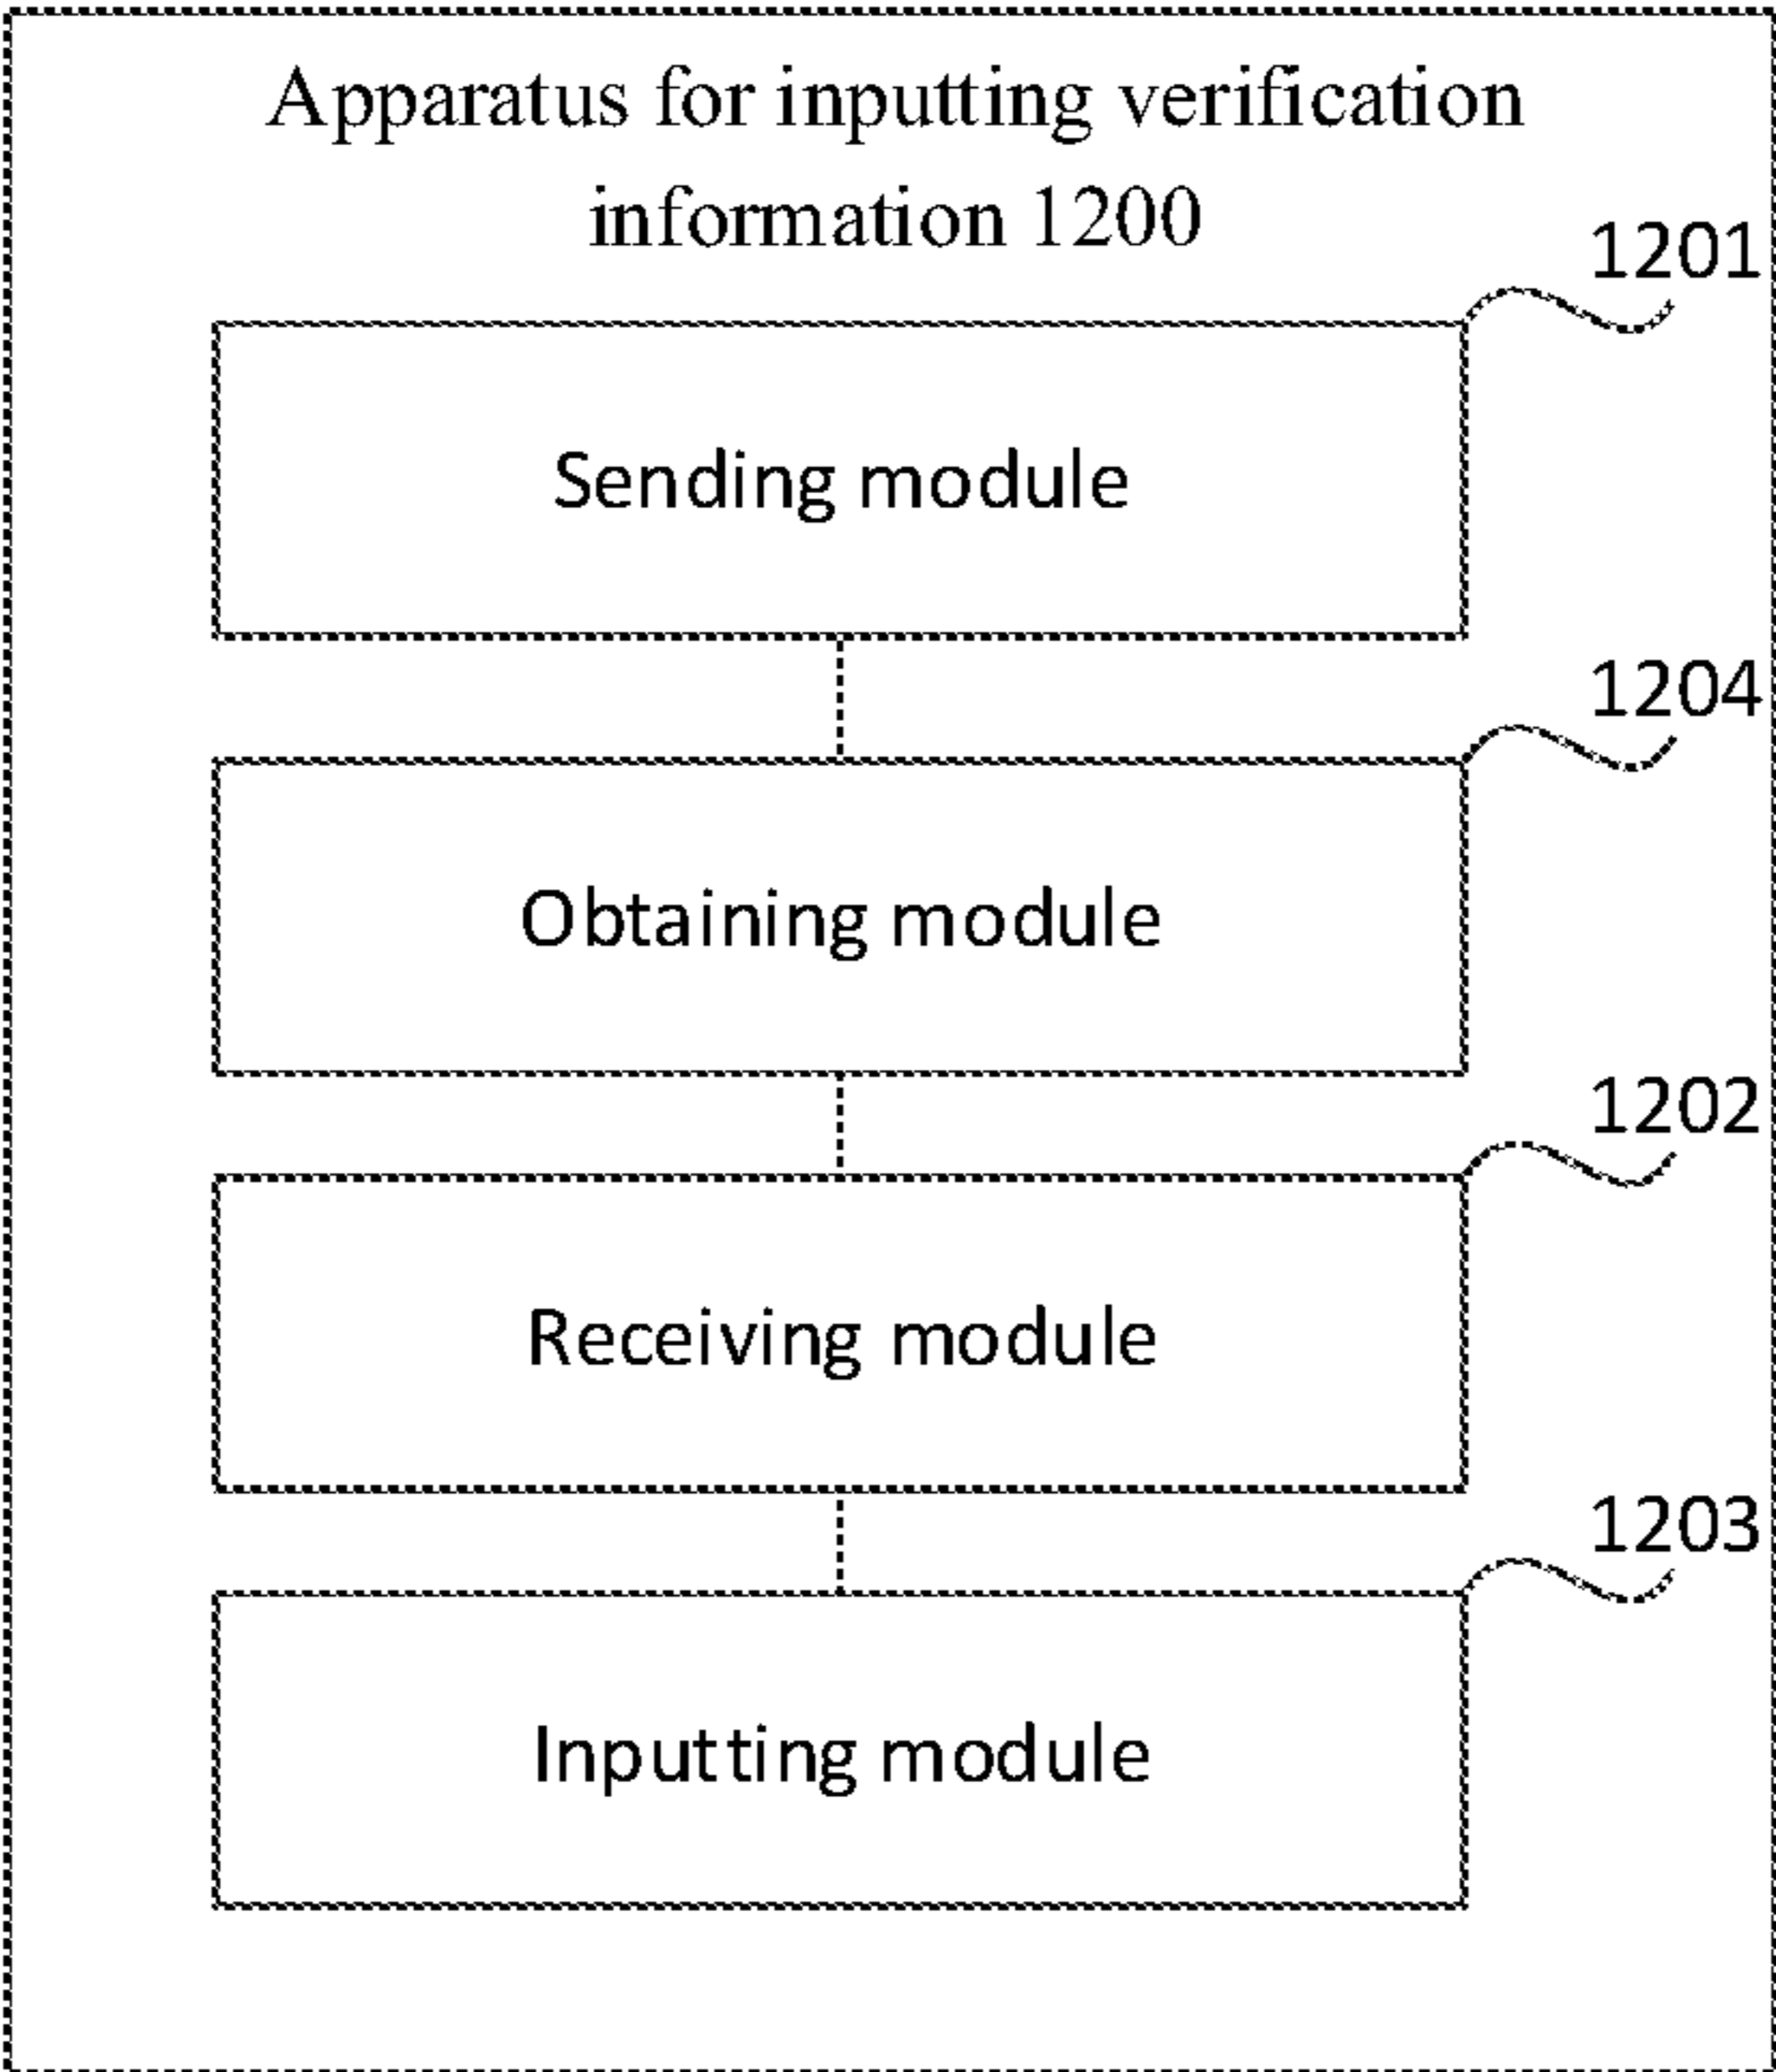 Apparatus for inputting verification
information 1200
1201
Sending module
1204
Obtaining module
1202
Receiving module
1203
Inputting module